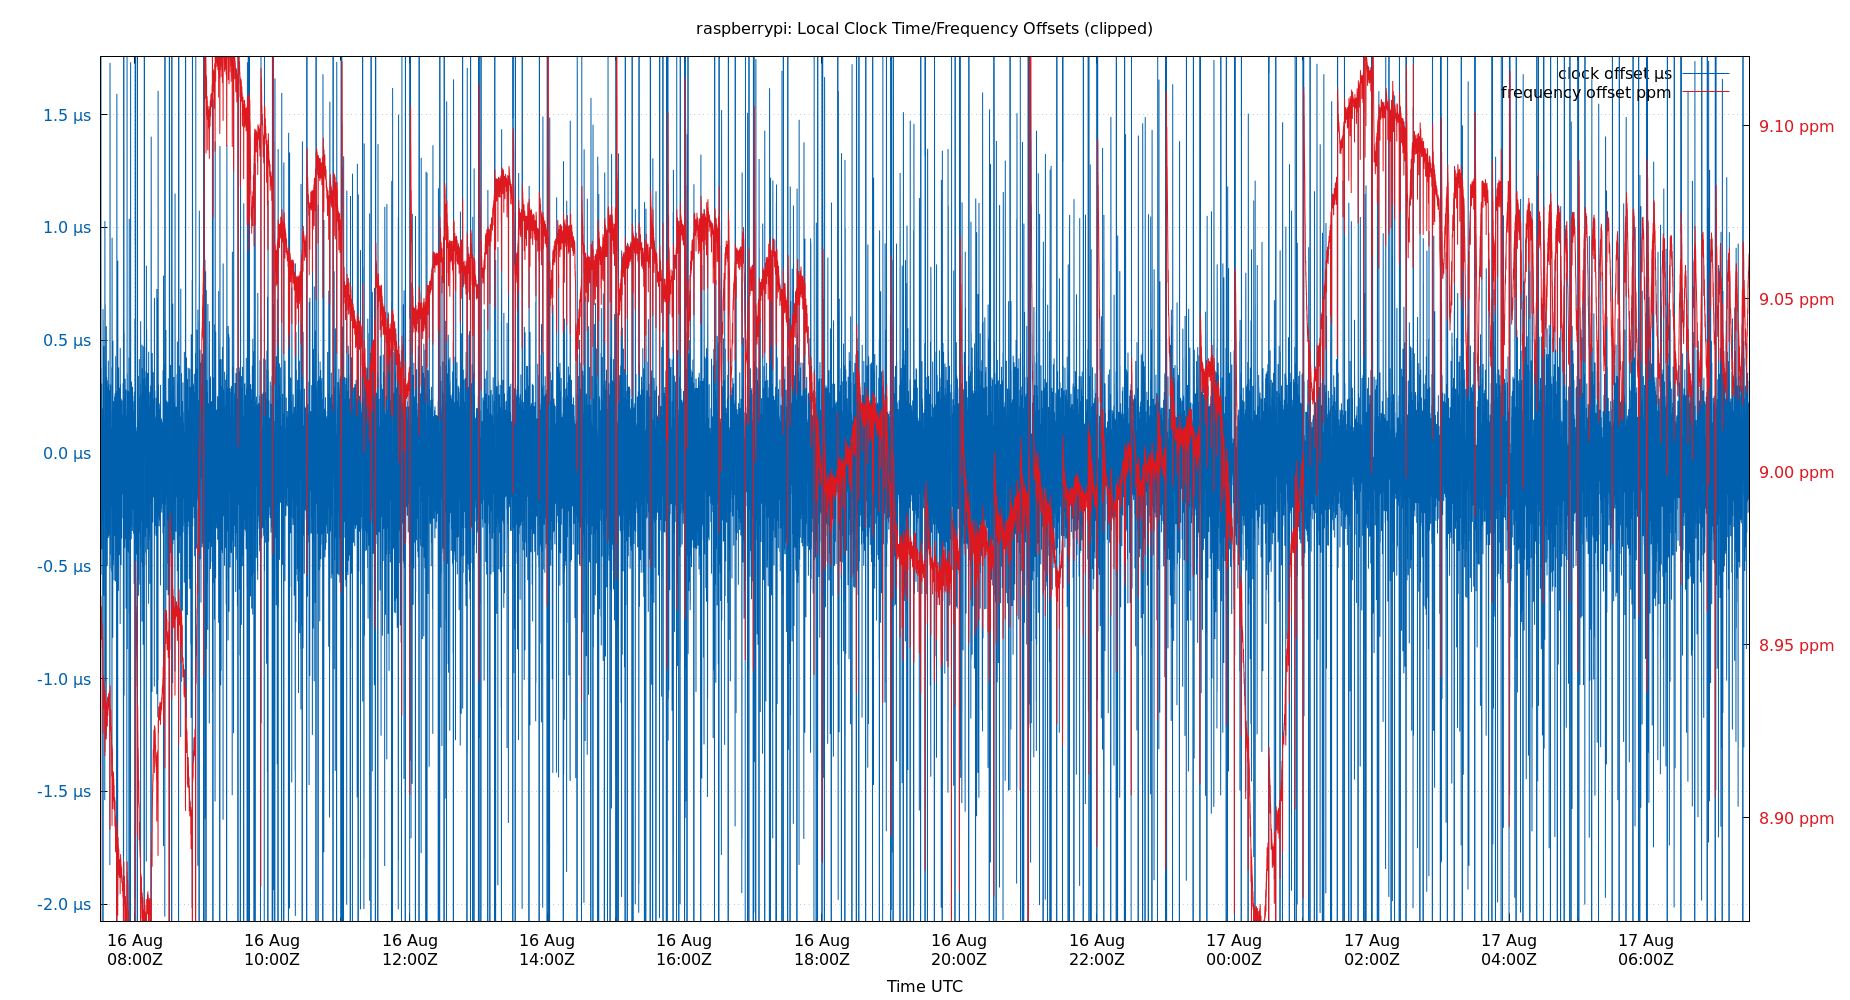 raspberrypi: Local Clock Time/Frequency Offsets (clipped)
clock offset µs
frequency offset ppm
1.5 µs
1.0 µs
0.5 µs
0.0 µs
-0.5 µs
-1.0 µs
-1.5 µs
-2.0 µs
9.10 ppm
9.05 ppm
9.00 ppm
8.95 ppm
8.90 ppm
16 Aug 16 Aug 16 Aug 16 Aug 16 Aug 16 Aug 16 Aug 16 Aug 17 Aug 17 Aug 17 Aug 17 Aug
08:00Z 10:00Z 12:00Z 14:00Z 16:00Z 18:00Z 20:00Z 22:00Z 00:00Z 02:00Z 04:00Z 06:00Z
Time UTC